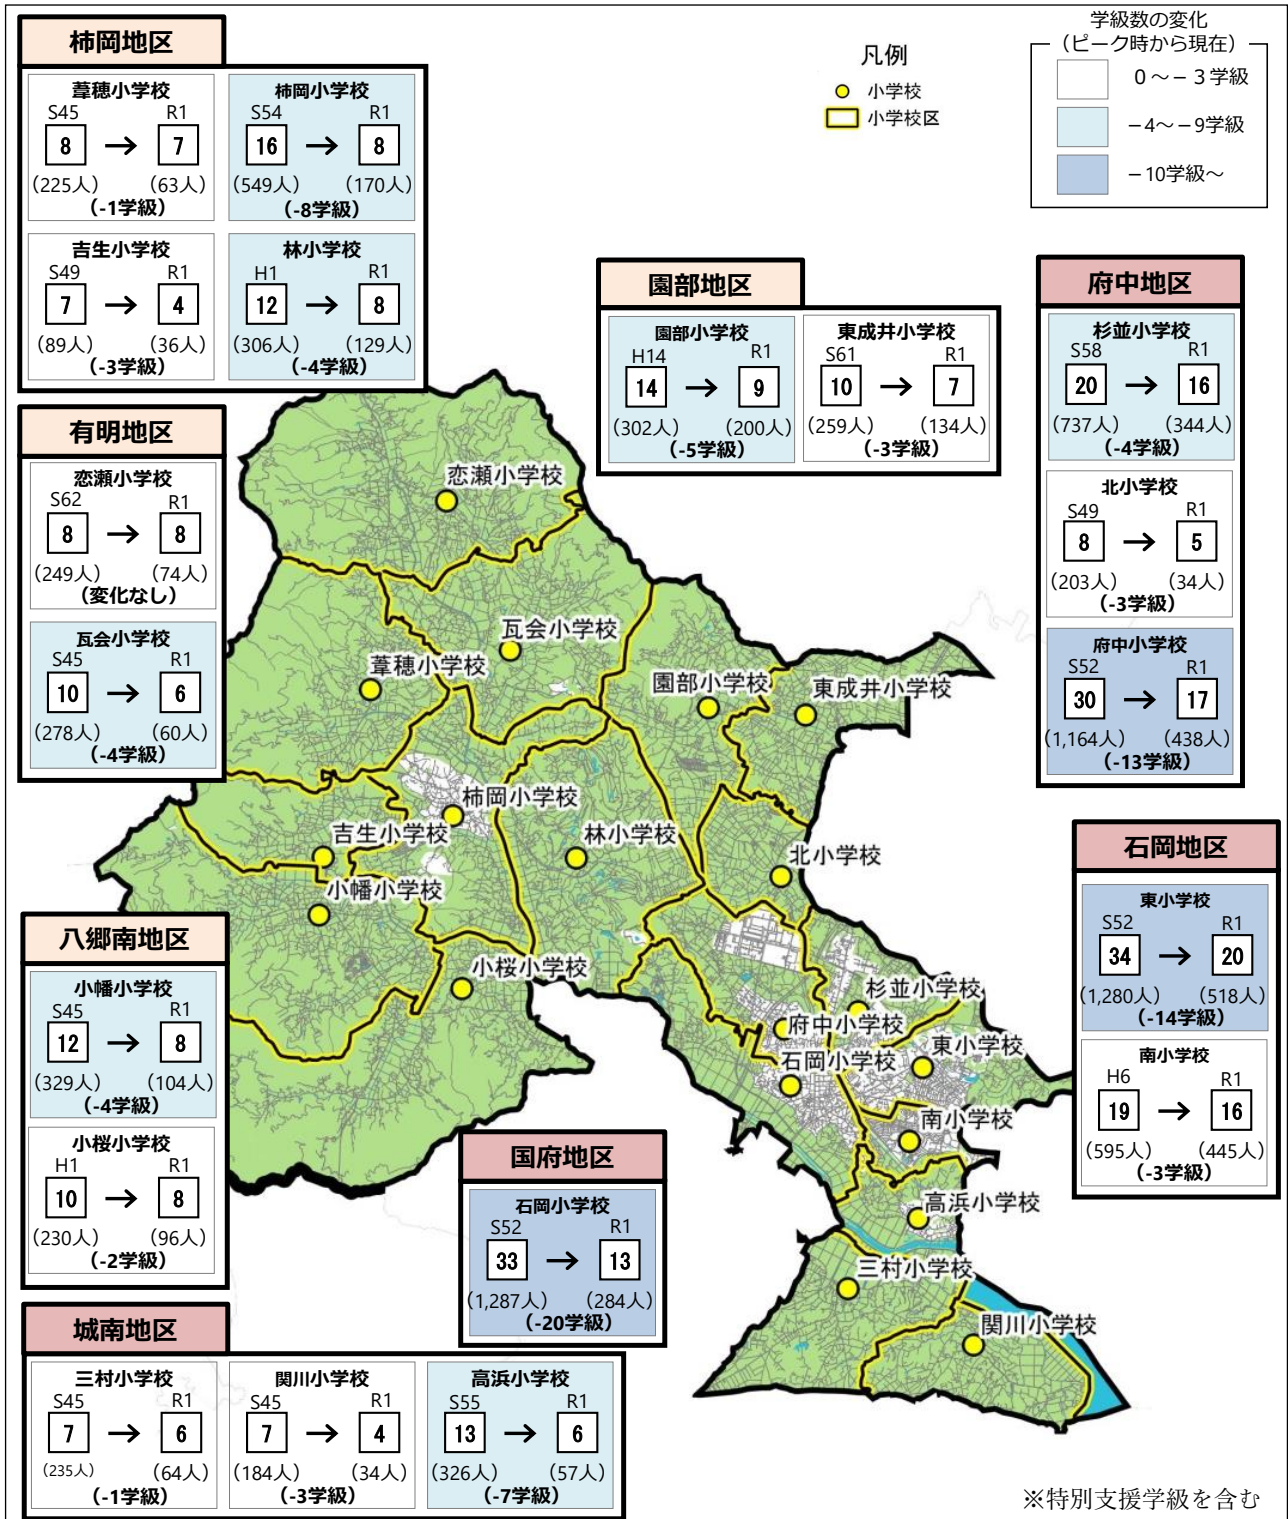 柿岡地区
葦穂小学校
S45 R1
8 → 7
(225人) (63人)
(-1学級)
柿岡小学校
S54 R1
16 → 8
(549人) (170人)
(-8学級)
吉生小学校
S49 R1
7 → 4
(89人) (36人)
(-3学級)
林小学校
H1 R1
12 → 8
(306人) (129人)
(-4学級)
凡例
小学校
小学校区
学級数の変化
(ピーク時から現在)
0~-3学級
-4~-9学級
-10学級~
園部地区
園部小学校
H14 R1
14 → 9
(302人) (200人)
(-5学級)
東成井小学校
S61 R1
10 → 7
(259人) (134人)
(-3学級)
府中地区
杉並小学校
S58 R1
20 → 16
(737人) (344人)
(-4学級)
北小学校
S49 R1
8 → 5
(203人) (34人)
(-3学級)
府中小学校
S52 R1
30 → 17
(1,164人) (438人)
(-13学級)
有明地区
恋瀬小学校
S62 R1
8 → 8
(249人) (74人)
(変化なし)
瓦会小学校
S45 R1
10 → 6
(278人) (60人)
(-4学級)
恋瀬小学校
瓦会小学校
葦穂小学校
園部小学校
東成井小学校
柿岡小学校
吉生小学校
林小学校
北小学校
小幡小学校
小桜小学校
杉並小学校
府中小学校
東小学校
石岡小学校
南小学校
高浜小学校
三村小学校
関川小学校
石岡地区
東小学校
S52 R1
34 → 20
(1,280人) (518人)
(-14学級)
南小学校
H6 R1
19 → 16
(595人) (445人)
(-3学級)
八郷南地区
小幡小学校
S45 R1
12 → 8
(329人) (104人)
(-4学級)
小桜小学校
H1 R1
10 → 8
(230人) (96人)
(-2学級)
国府地区
石岡小学校
S52 R1
33 → 13
(1,287人) (284人)
(-20学級)
城南地区
三村小学校
S45 R1
7 → 6
(235人) (64人)
(-1学級)
関川小学校
S45 R1
7 → 4
(184人) (34人)
(-3学級)
高浜小学校
S55 R1
13 → 6
(326人) (57人)
(-7学級)
※特別支援学級を含む